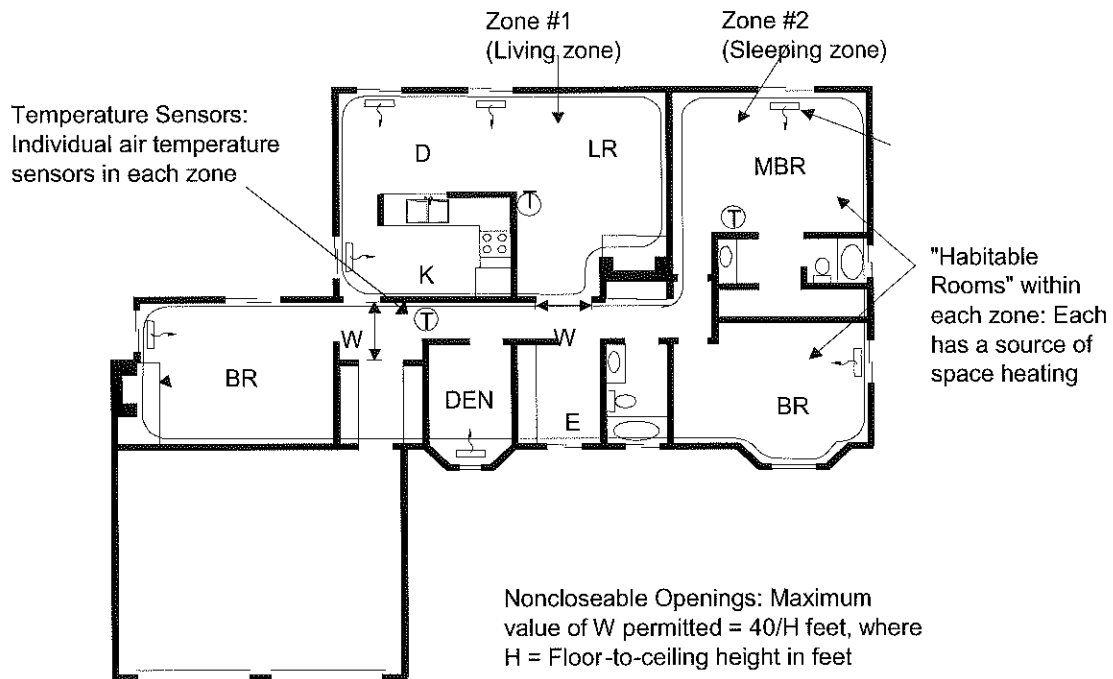 Zone #1
(Living zone)
Zone #2
(Sleeping zone)
Temperature Sensors:
Individual air temperature
sensors in each zone
D
LR
MBR
T
T
K
"Habitable
Rooms" within
each zone: Each
has a source of
space heating
T
W
W
BR
DEN
E
BR
Noncloseable Openings: Maximum
value of W permitted = 40/H feet, where
H = Floor-to-ceiling height in feet